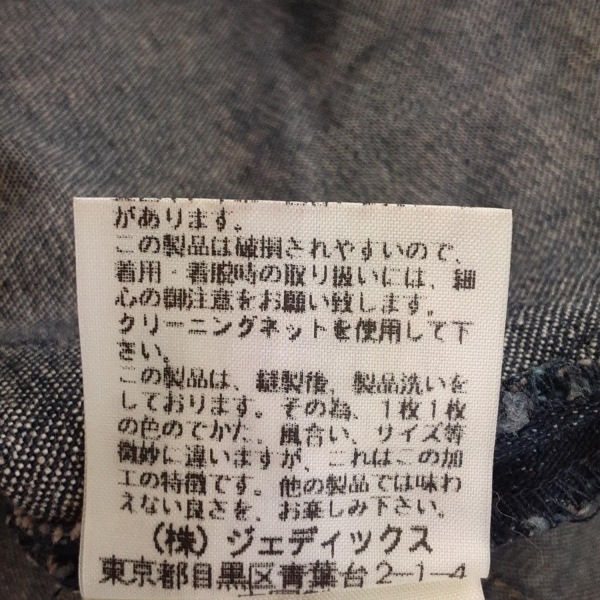 があります。
この製品は破損されやすいので、
着用・着脱時の取り扱いには、細
心の御注意をお願い致します。
クリーニングネットを使用して下
さい。
この製品は、縫製後、製品洗いを
しております。その為、1枚1枚
の色のでかた、風合い、サイズ等
微妙に違いますが、これはこの加
工の特徴です。他の製品では味わ
えない良さを、お楽しみ下さい。
(株)ジェディックス
東京都目黒区青葉台2-1-4